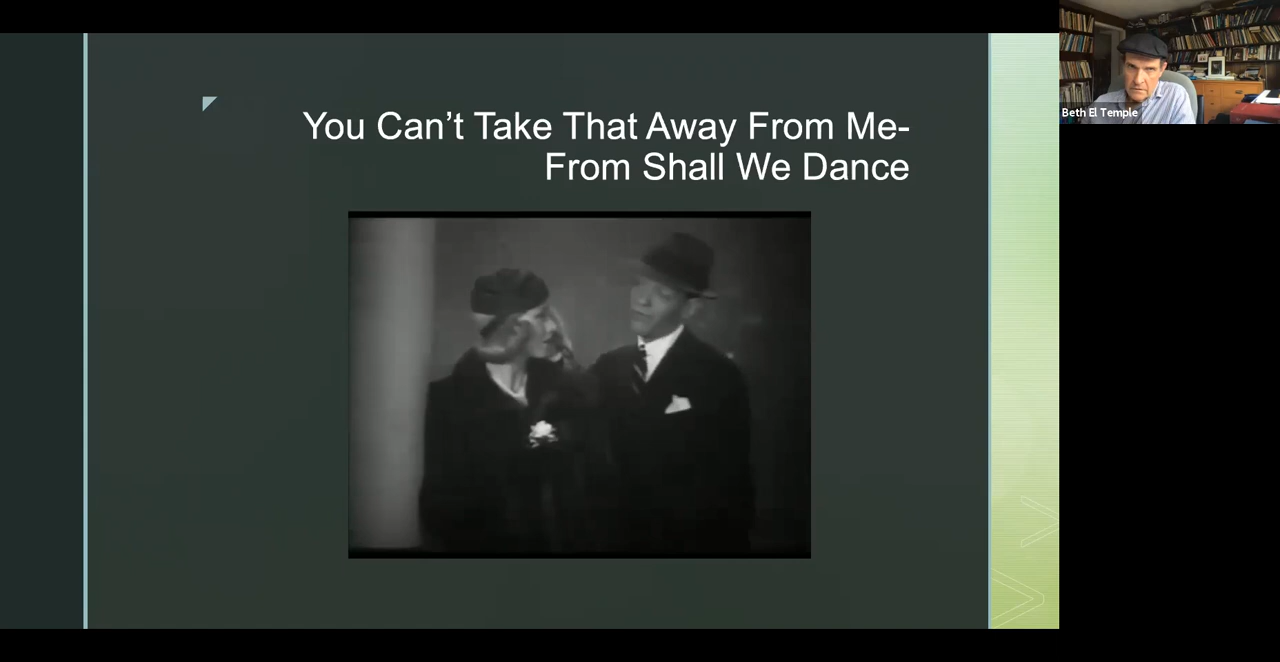 You Can’t Take That Away From Me-
From Shall We Dance
Beth El Temple